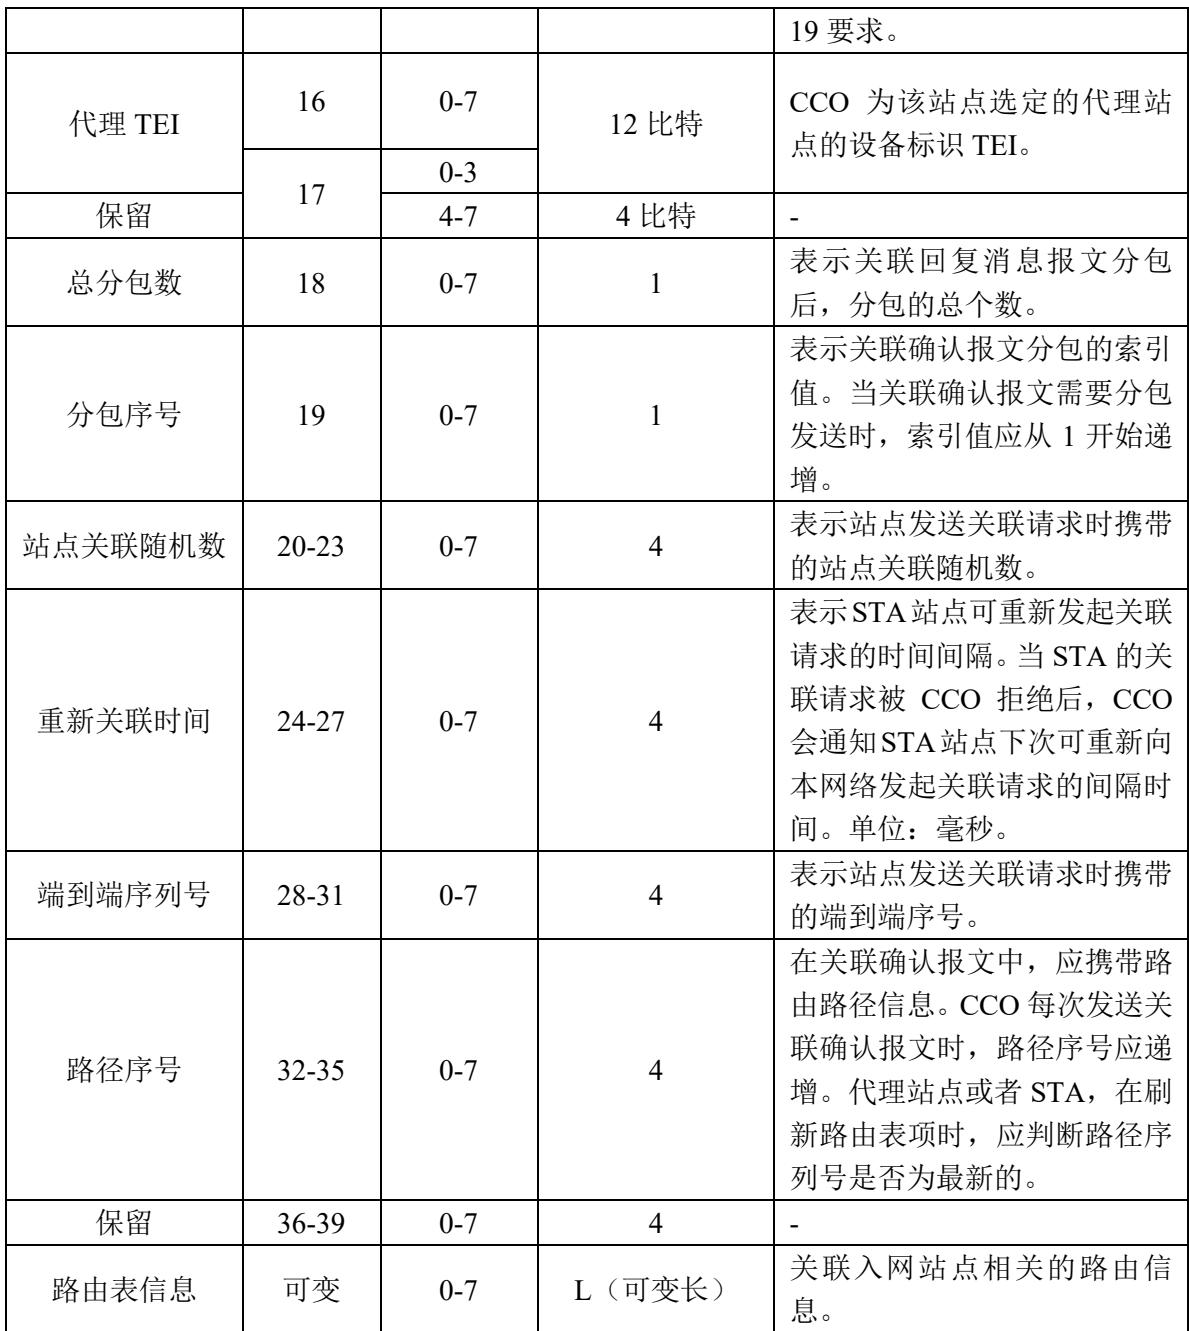 19 要求。
代理 TEI
16
0-7
12 比特
CCO 为该站点选定的代理站
点的设备标识 TEI。
17
0-3
保留
4-7
4 比特
-
总分包数
18
0-7
1
表示关联回复消息报文分包
后，分包的总个数。
分包序号
19
0-7
1
表示关联确认报文分包的索引
值。当关联确认报文需要分包
发送时，索引值应从 1 开始递
增。
站点关联随机数
20-23
0-7
4
表示站点发送关联请求时携带
的站点关联随机数。
重新关联时间
24-27
0-7
4
表示 STA 站点可重新发起关联
请求的时间间隔。当 STA 的关
联请求被 CCO 拒绝后，CCO
会通知 STA 站点下次可重新向
本网络发起关联请求的间隔时
间。单位：毫秒。
端到端序列号
28-31
0-7
4
表示站点发送关联请求时携带
的端到端序号。
路径序号
32-35
0-7
4
在关联确认报文中，应携带路
由路径信息。CCO 每次发送关
联确认报文时，路径序号应递
增。代理站点或者 STA，在刷
新路由表项时，应判断路径序
列号是否为最新的。
保留
36-39
0-7
4
-
路由表信息
可变
0-7
L（可变长）
关联入网站点相关的路由信
息。